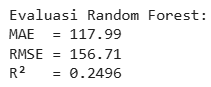 Evaluasi Random Forest:
MAE  = 117.99
RMSE = 156.71
R²   = 0.2496